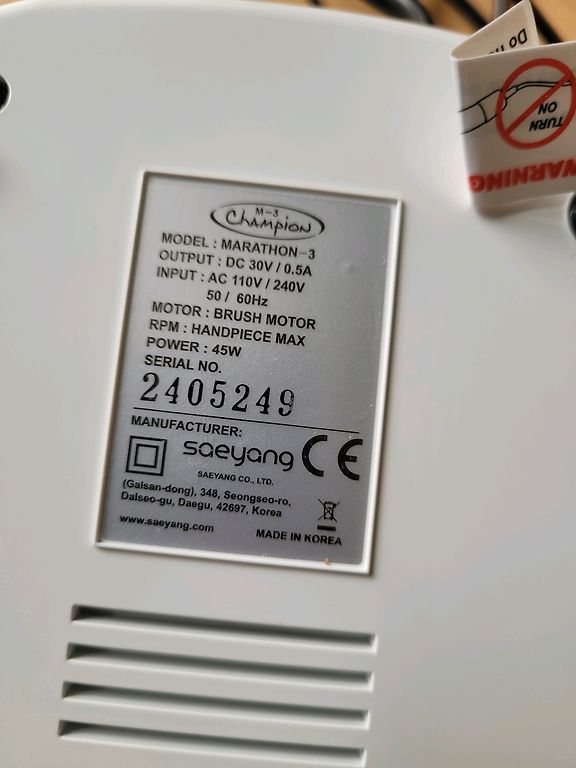 Do
TURN
ON
WARNING
M-3
Champion
MODEL : MARATHON-3
OUTPUT : DC 30V / 0.5A
INPUT : AC 110V / 240V
50 / 60Hz
MOTOR : BRUSH MOTOR
RPM : HANDPIECE MAX
POWER : 45W
SERIAL NO.
2405249
MANUFACTURER:
saeyang CE
SAEYANG CO., LTD.
(Galsan-dong), 348, Seongseo-ro,
Dalseo-gu, Daegu, 42697, Korea
www.saeyang.com MADE IN KOREA